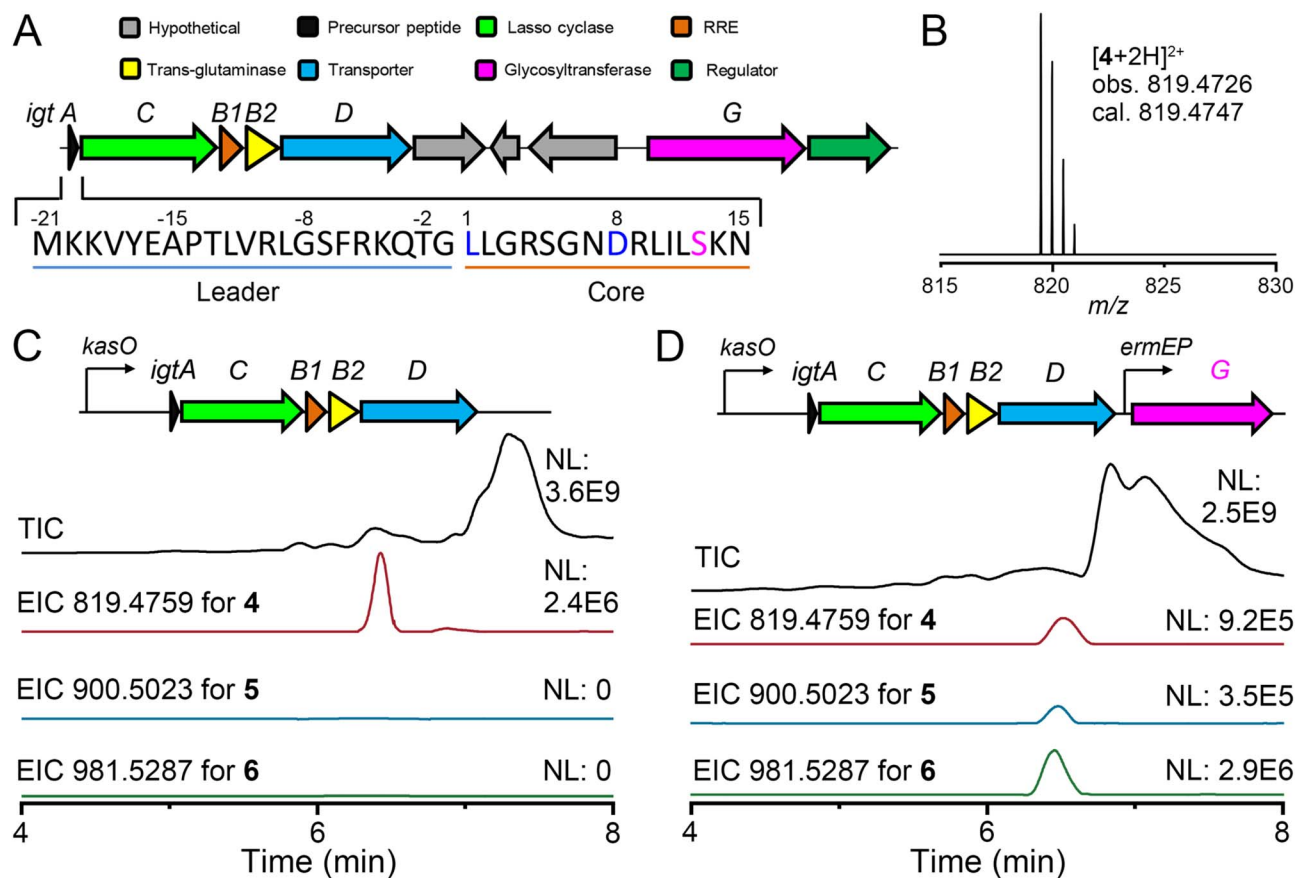 A
Hypothetical Precursor peptide Lasso cyclase RRE
Trans-glutaminase Transporter Glycosyltransferase Regulator
igt A C B1 B2 D G
-21 -15 -8 -2 1 8 15
MKKVYEAPTLVRLGSFRKQTG LLGRSGNDRLILSKN
Leader Core
B
[4+2H]2+
obs. 819.4726
cal. 819.4747
815 820 825 830
m/z
C
kasO
igtA C B1 B2 D
NL:
3.6E9
TIC
NL:
2.4E6
EIC 819.4759 for 4
EIC 900.5023 for 5 NL: 0
EIC 981.5287 for 6 NL: 0
4 6 8
Time (min)
D
kasO ermEP
igtA C B1 B2 D G
NL:
2.5E9
TIC
EIC 819.4759 for 4 NL: 9.2E5
EIC 900.5023 for 5 NL: 3.5E5
EIC 981.5287 for 6 NL: 2.9E6
4 6 8
Time (min)